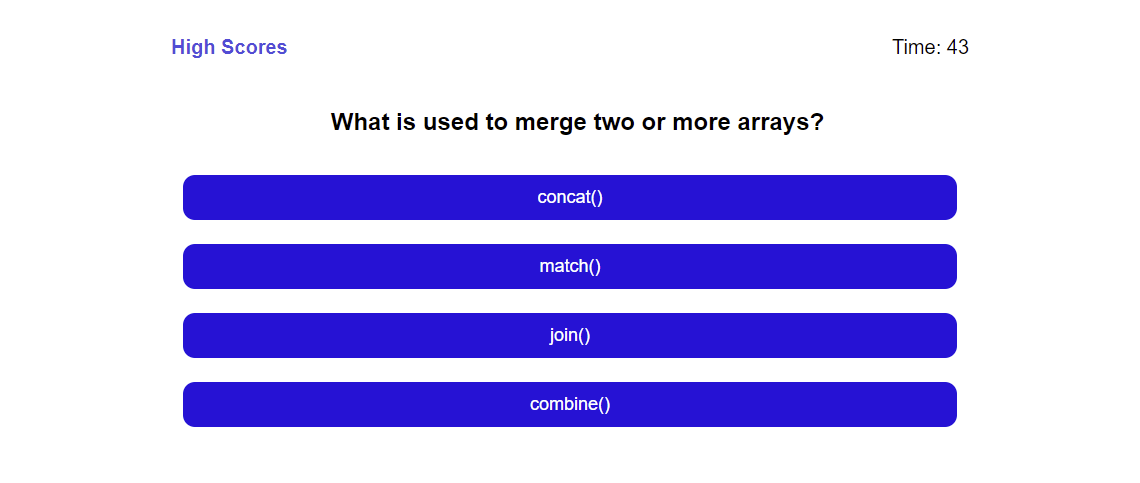 High Scores
Time: 43
What is used to merge two or more arrays?
concat()
match()
join()
combine()